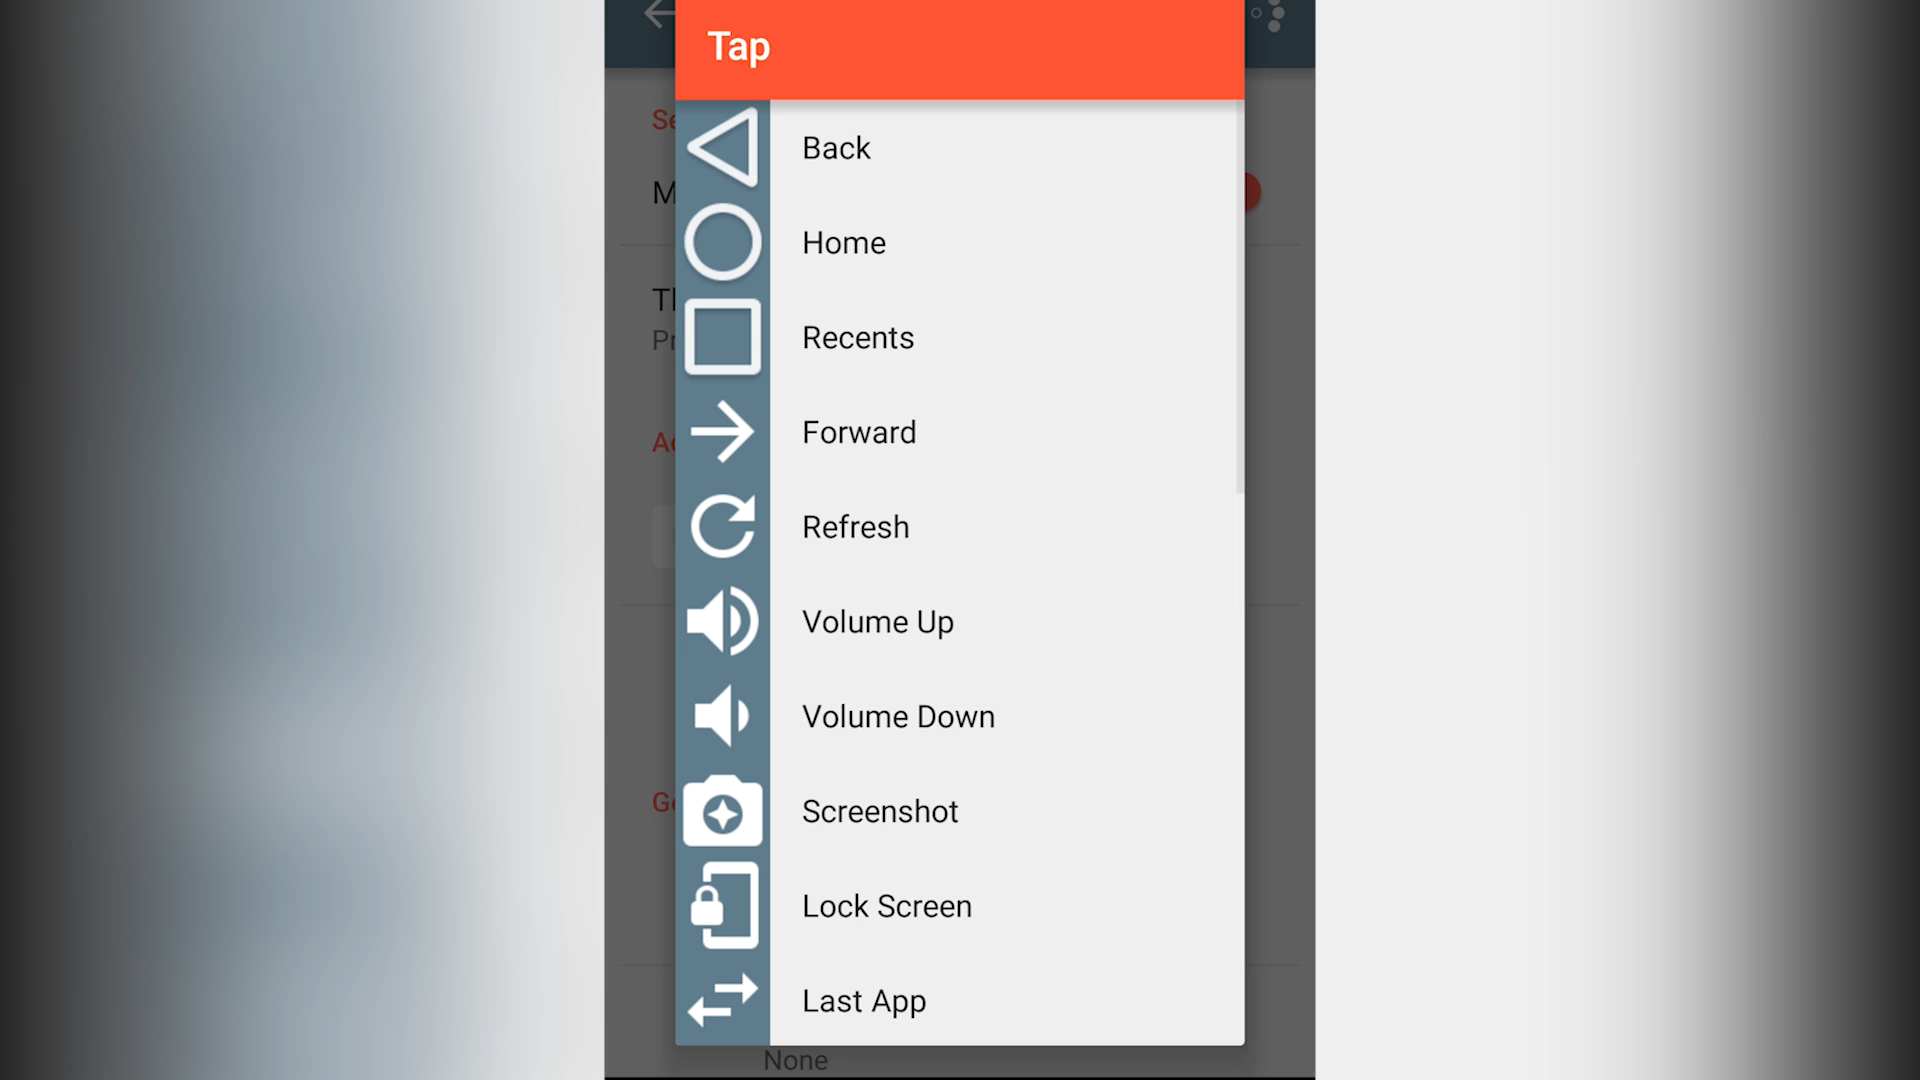 Tap
Back
Home
Recents
Forward
Refresh
Volume Up
Volume Down
Screenshot
Lock Screen
Last App
None